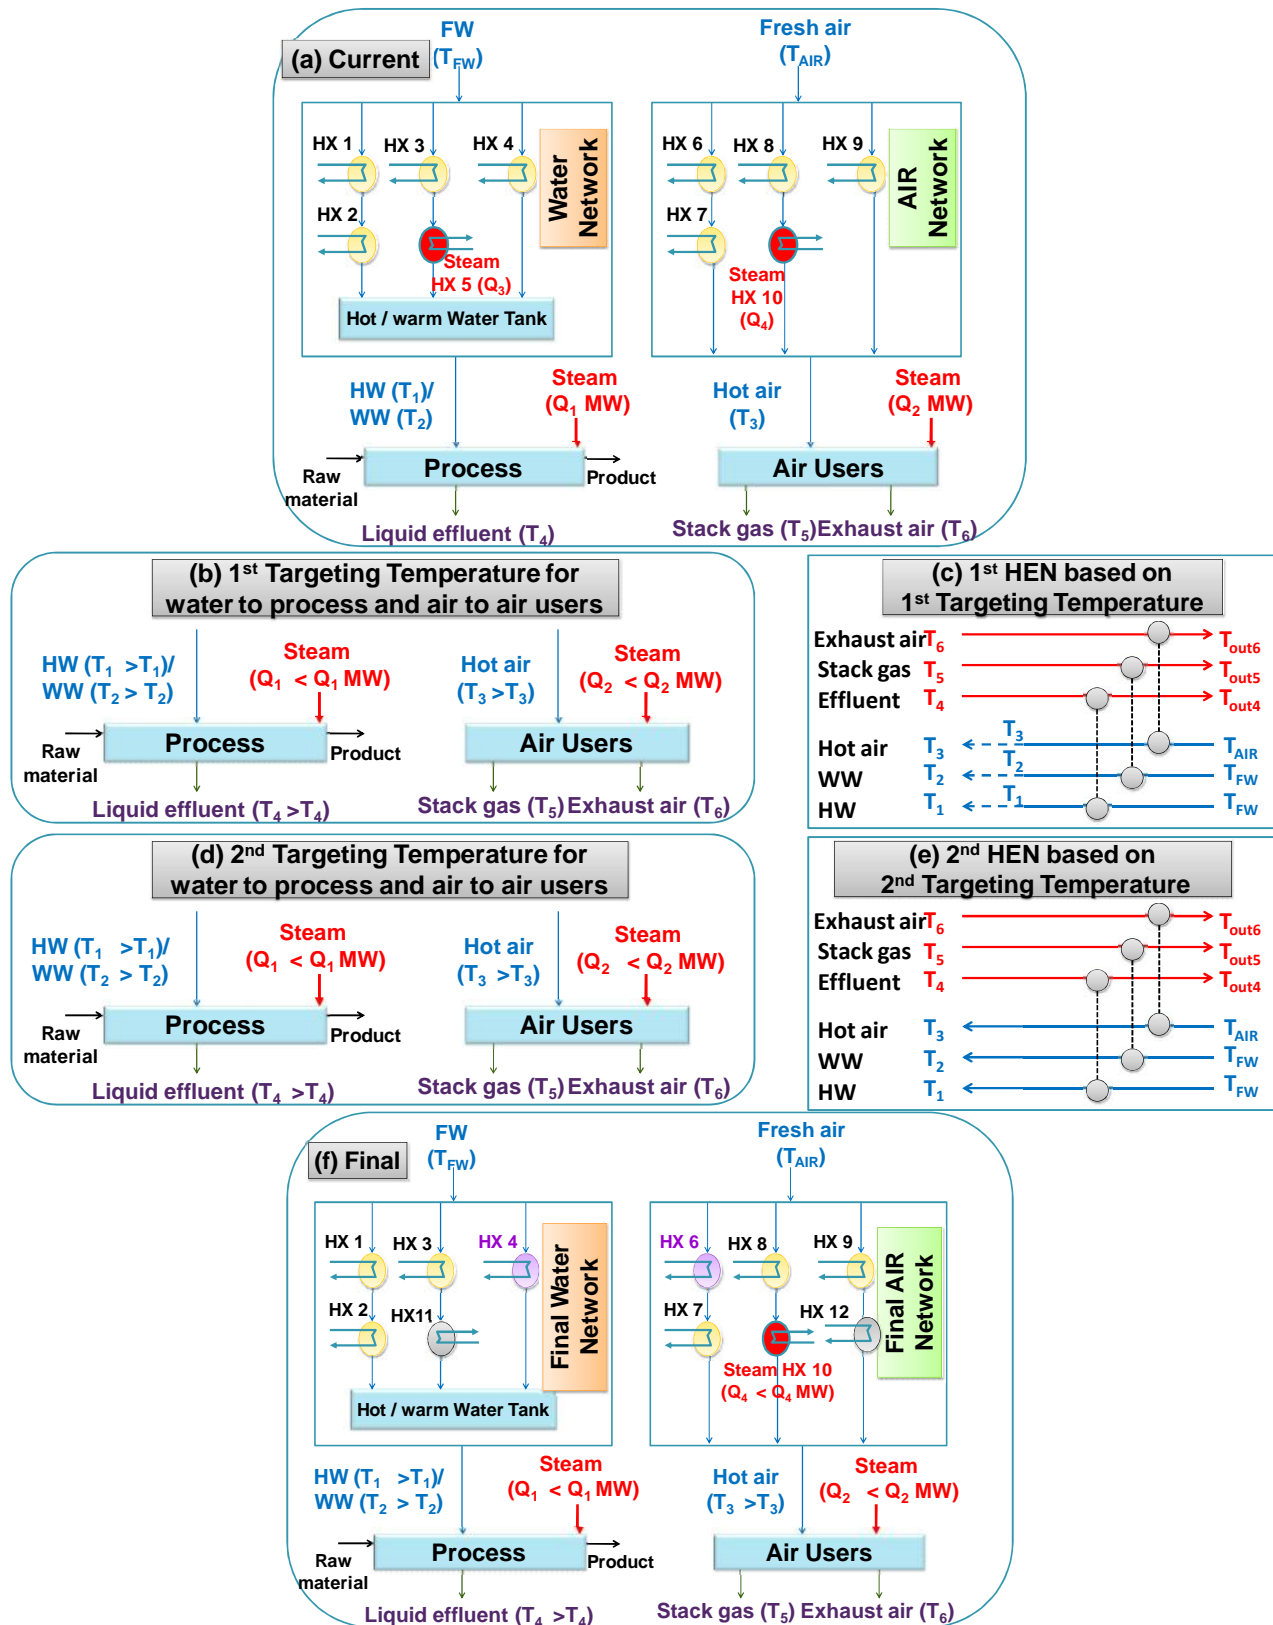 (a) Current
FW
(T_FW)
Fresh air
(T_AIR)
HX 1
HX 3
HX 4
HX 2
Steam
HX 5 (Q3)
Water
Network
Hot / warm Water Tank
HX 6
HX 8
HX 9
HX 7
Steam
HX 10
(Q4)
AIR
Network
HW (T1)/
WW (T2)
Steam
(Q1 MW)
Hot air
(T3)
Steam
(Q2 MW)
Raw
material
Process
Product
Air Users
Liquid effluent (T4)
Stack gas (T5)
Exhaust air (T6)
(b) 1st Targeting Temperature for
water to process and air to air users
HW (T1 >T1)/
WW (T2 > T2)
Steam
(Q1 < Q1 MW)
Hot air
(T3 >T3)
Steam
(Q2 < Q2 MW)
Raw
material
Process
Product
Air Users
Liquid effluent (T4 >T4)
Stack gas (T5)
Exhaust air (T6)
(c) 1st HEN based on
1st Targeting Temperature
Exhaust air T6 Tout6
Stack gas T5 Tout5
Effluent T4 Tout4
Hot air T3 T3 TAIR
WW T2 T2 TFW
HW T1 T1 TFW
(d) 2nd Targeting Temperature for
water to process and air to air users
HW (T1 >T1)/
WW (T2 > T2)
Steam
(Q1 < Q1 MW)
Hot air
(T3 >T3)
Steam
(Q2 < Q2 MW)
Raw
material
Process
Product
Air Users
Liquid effluent (T4 >T4)
Stack gas (T5)
Exhaust air (T6)
(e) 2nd HEN based on
2nd Targeting Temperature
Exhaust air T6 Tout6
Stack gas T5 Tout5
Effluent T4 Tout4
Hot air T3 TAIR
WW T2 TFW
HW T1 TFW
(f) Final
FW
(T_FW)
Fresh air
(T_AIR)
HX 1
HX 3
HX 4
HX 2
HX11
Final Water
Network
Hot / warm Water Tank
HX 6
HX 8
HX 9
HX 7
HX 12
Steam HX 10
(Q4 < Q4 MW)
Final AIR
Network
HW (T1 >T1)/
WW (T2 > T2)
Steam
(Q1 < Q1 MW)
Hot air
(T3 >T3)
Steam
(Q2 < Q2 MW)
Raw
material
Process
Product
Air Users
Liquid effluent (T4 >T4)
Stack gas (T5)
Exhaust air (T6)